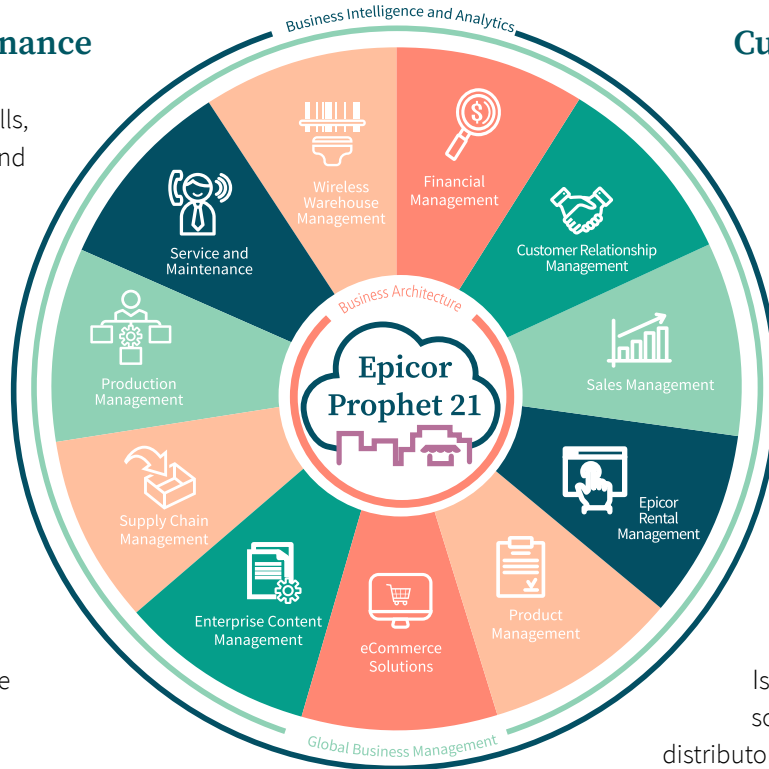 Business Intelligence and Analytics
nance
Cu
lls,
nd
Wireless
Warehouse
Management
Financial
Management
Customer Relationship
Management
Sales Management
Epicor
Rental
Management
Product
Management
eCommerce
Solutions
Enterprise Content
Management
Supply Chain
Management
Production
Management
Service and
Maintenance
Business Architecture
Epicor
Prophet 21
$
e
Is
so
distributo
Global Business Management